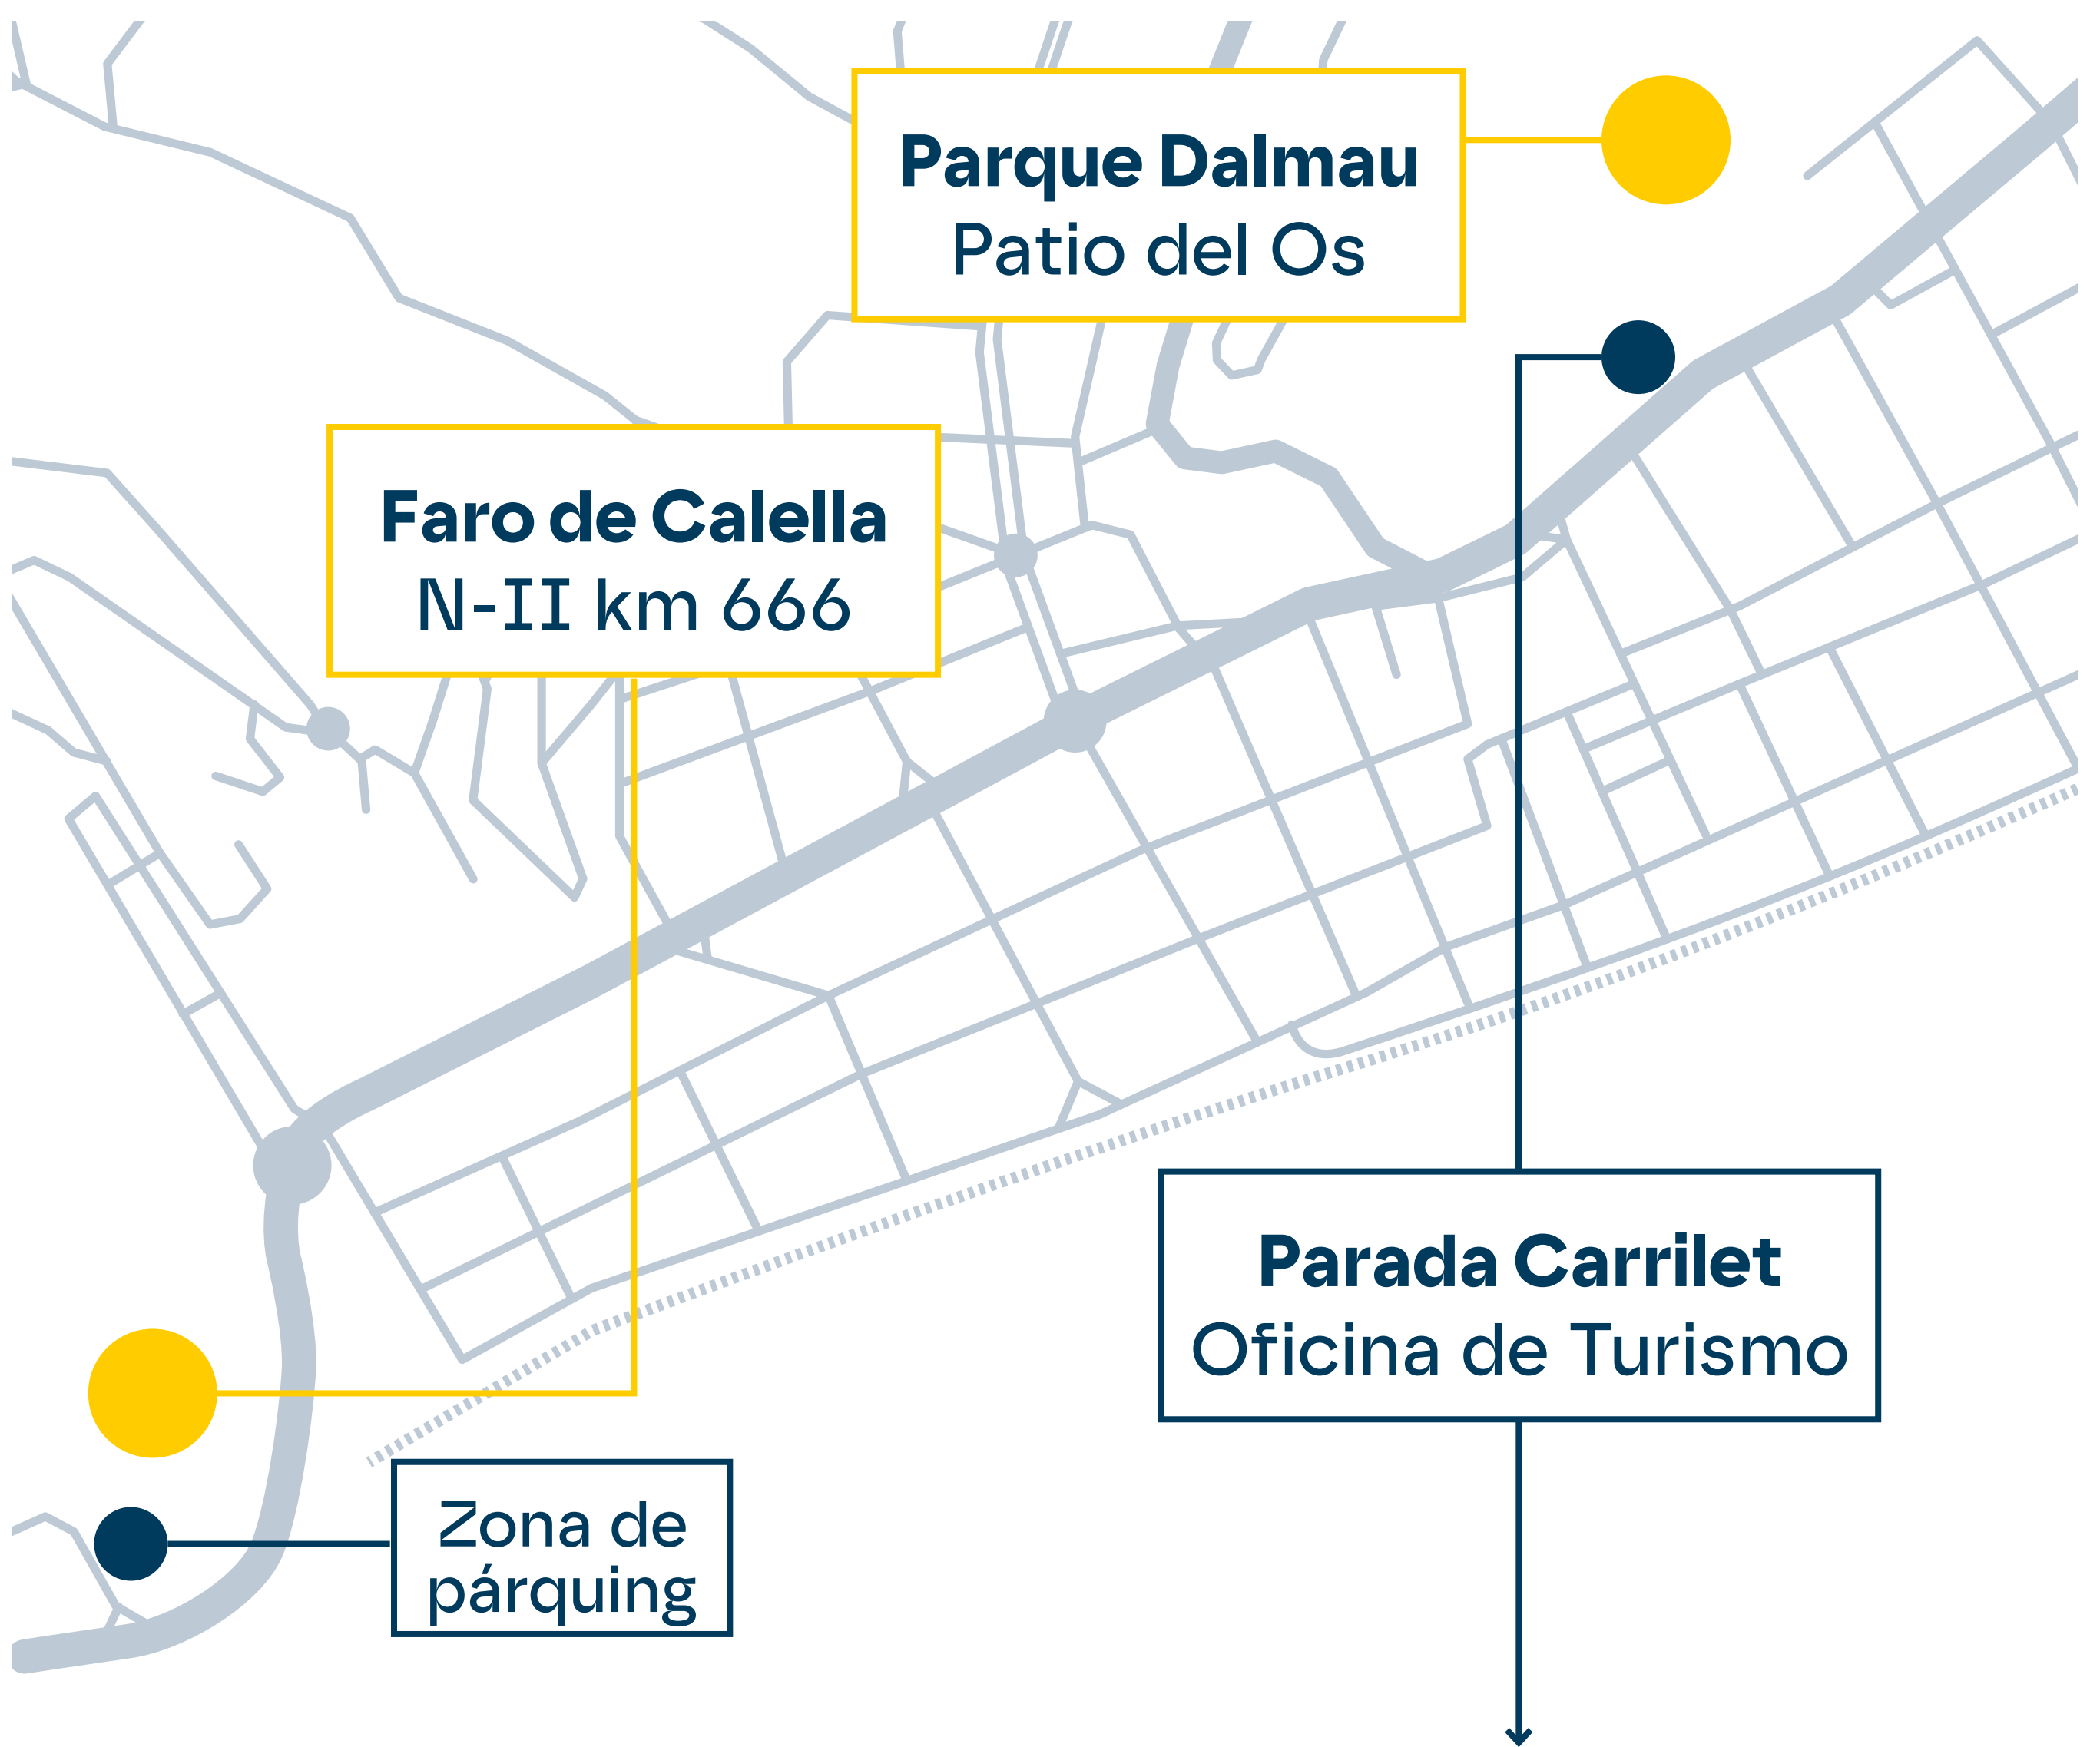 Parque Dalmau
Patio del Os
Faro de Calella
N-II km 666
Parada Carrilet
Oficina de Turismo
Zona de
párquing